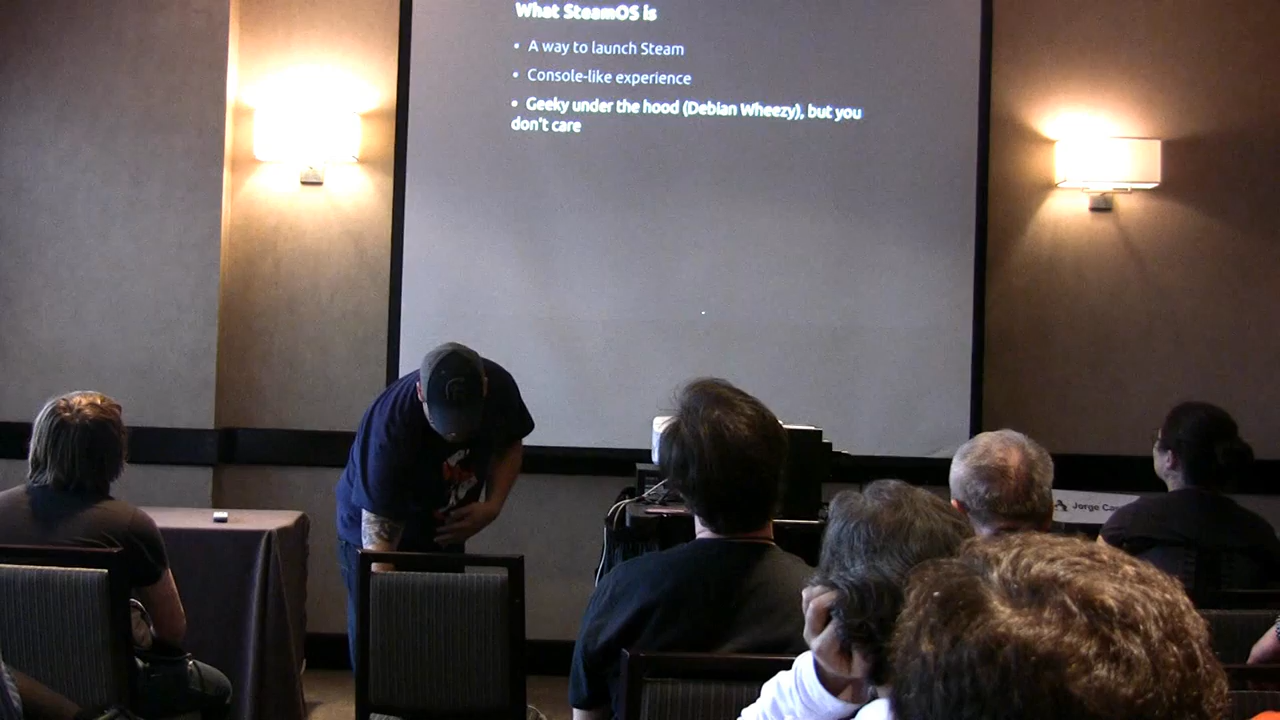 What SteamOS is
• A way to launch Steam
• Console-like experience
• Geeky under the hood (Debian Wheezy), but you
don't care
Jorge